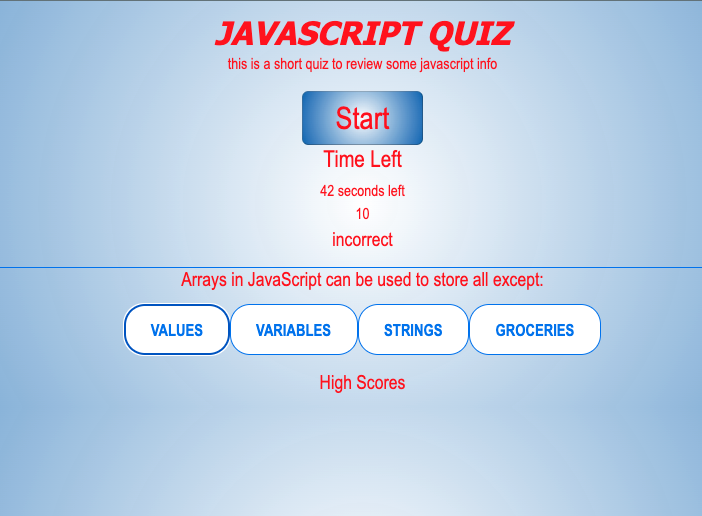 JAVASCRIPT QUIZ
this is a short quiz to review some javascript info
Start
Time Left
42 seconds left
10
incorrect
Arrays in JavaScript can be used to store all except:
VALUES VARIABLES STRINGS GROCERIES
High Scores